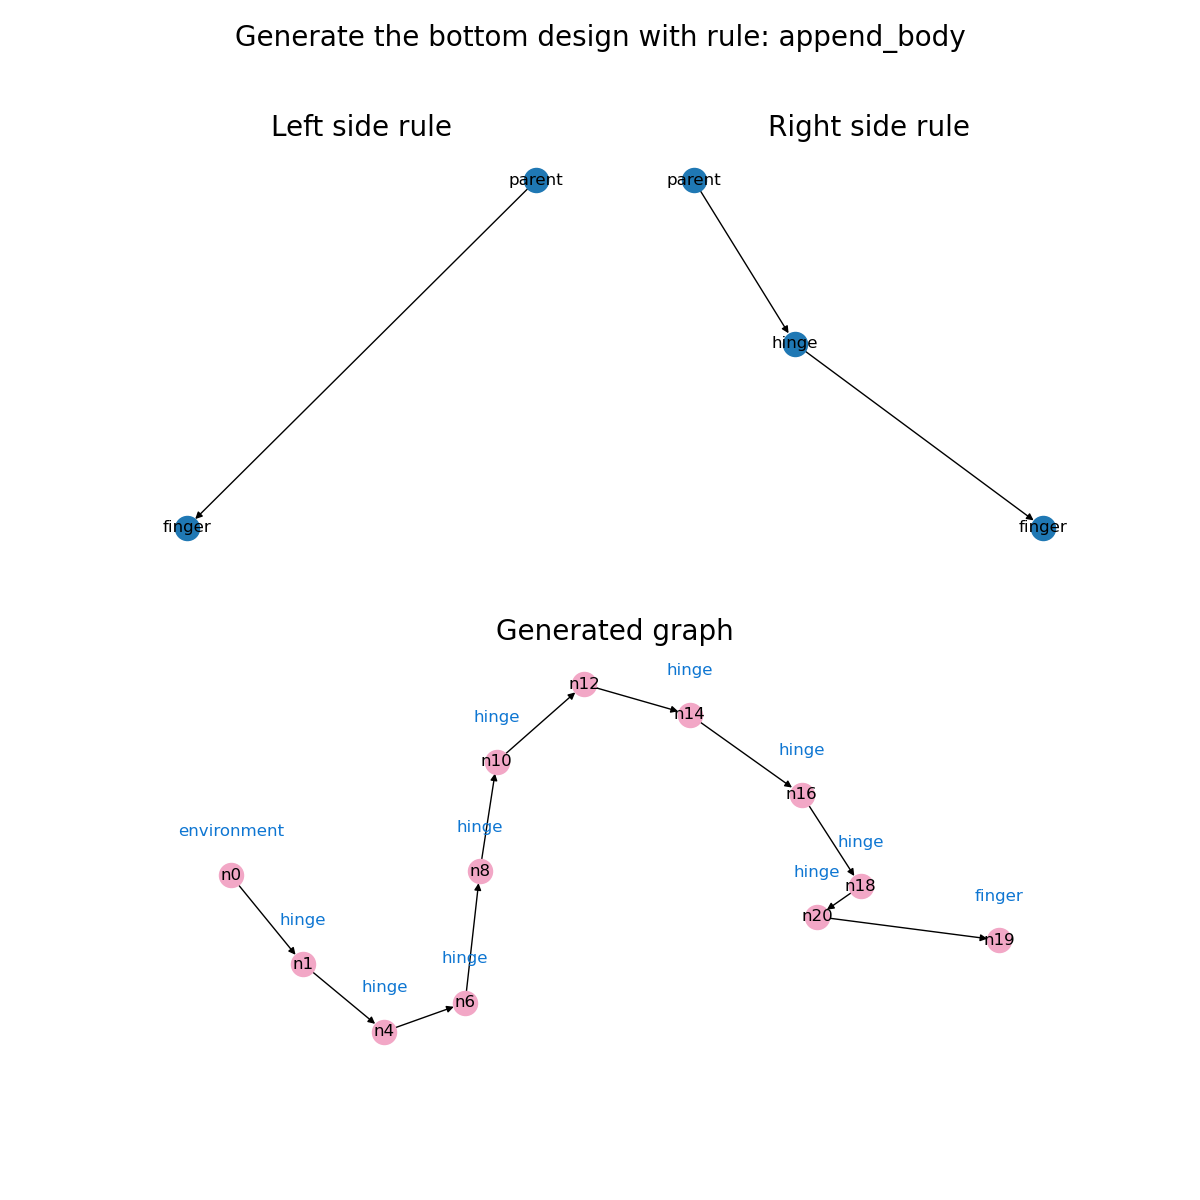 Generate the bottom design with rule: append_body
Left side rule
Right side rule
parent
parent
hinge
finger
finger
Generated graph
hinge
n12
hinge
n14
hinge
n10
n16
hinge
environment
hinge
hinge
n8
n0
n18
finger
n20
hinge
n19
hinge
n1
hinge
n6
n4